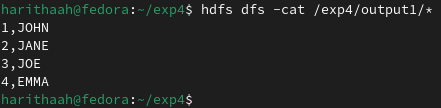 harithaah@fedora:~/exp4$ hdfs dfs -cat /exp4/output1/*
1,JOHN
2,JANE
3,JOE
4,EMMA
harithaah@fedora:~/exp4$